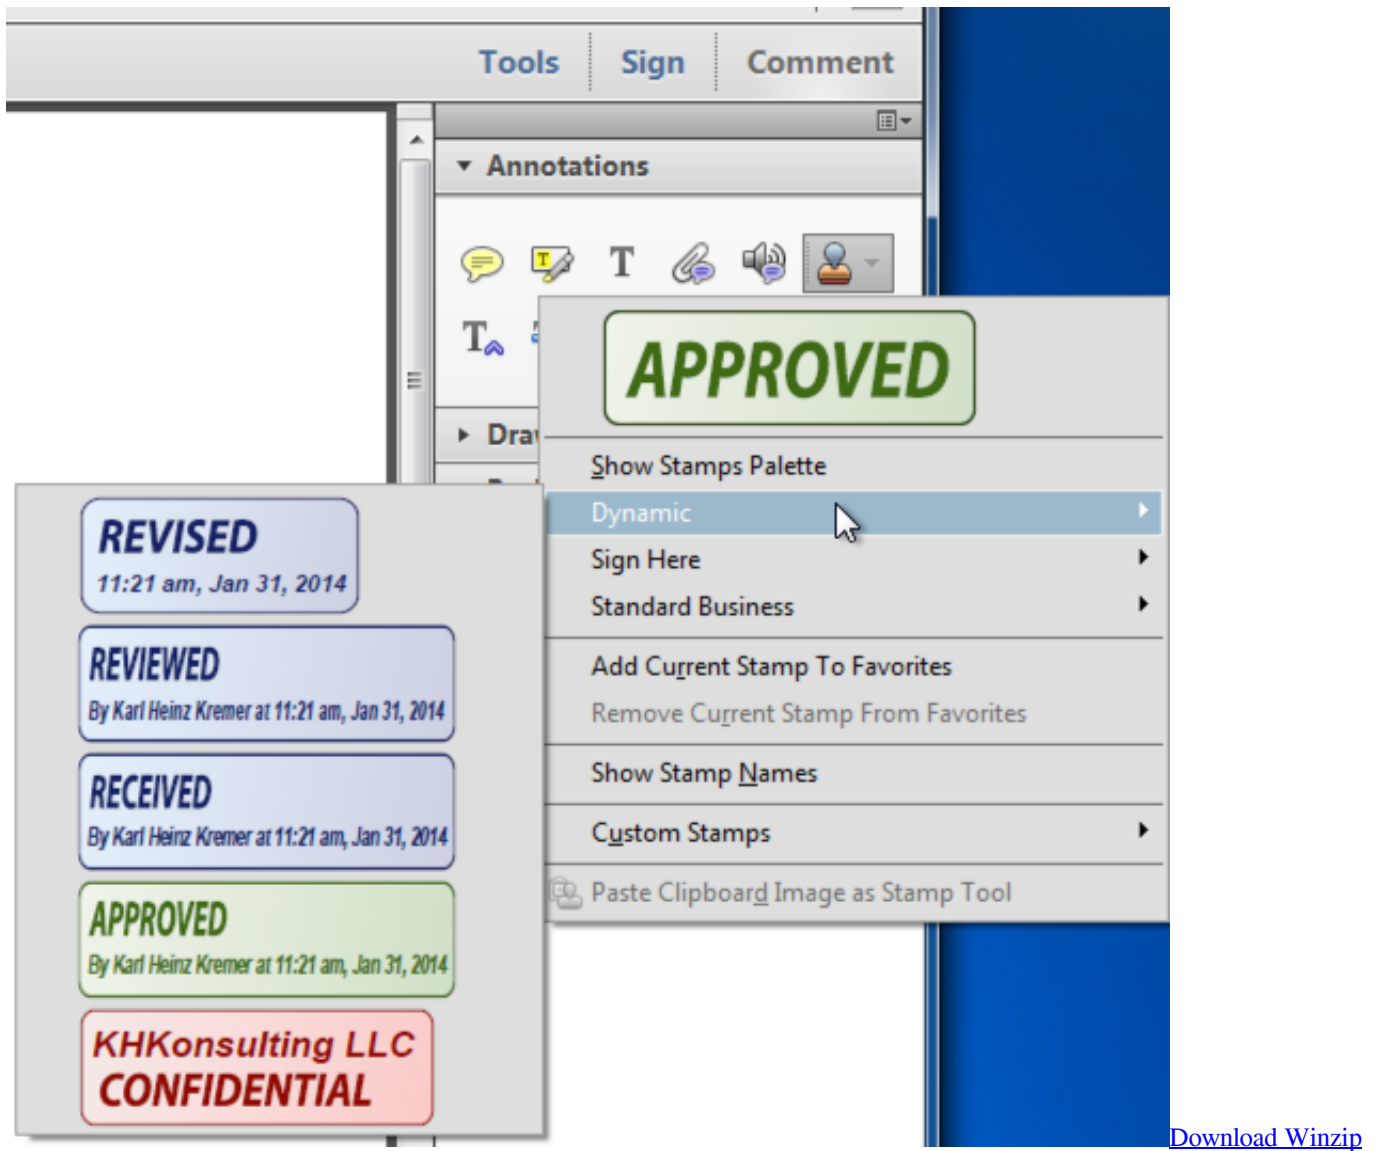 Tools Sign Comment
Annotations
T T
T
APPROVED
Show Stamps Palette
Dynamic
Sign Here
Standard Business
Add Current Stamp To Favorites
Remove Current Stamp From Favorites
Show Stamp Names
Custom Stamps
Paste Clipboard Image as Stamp Tool
REVISED
11:21 am, Jan 31, 2014
REVIEWED
By Karl Heinz Kremer at 11:21 am, Jan 31, 2014
RECEIVED
By Karl Heinz Kremer at 11:21 am, Jan 31, 2014
APPROVED
By Karl Heinz Kremer at 11:21 am, Jan 31, 2014
KHKonsulting LLC
CONFIDENTIAL
Download Winzip